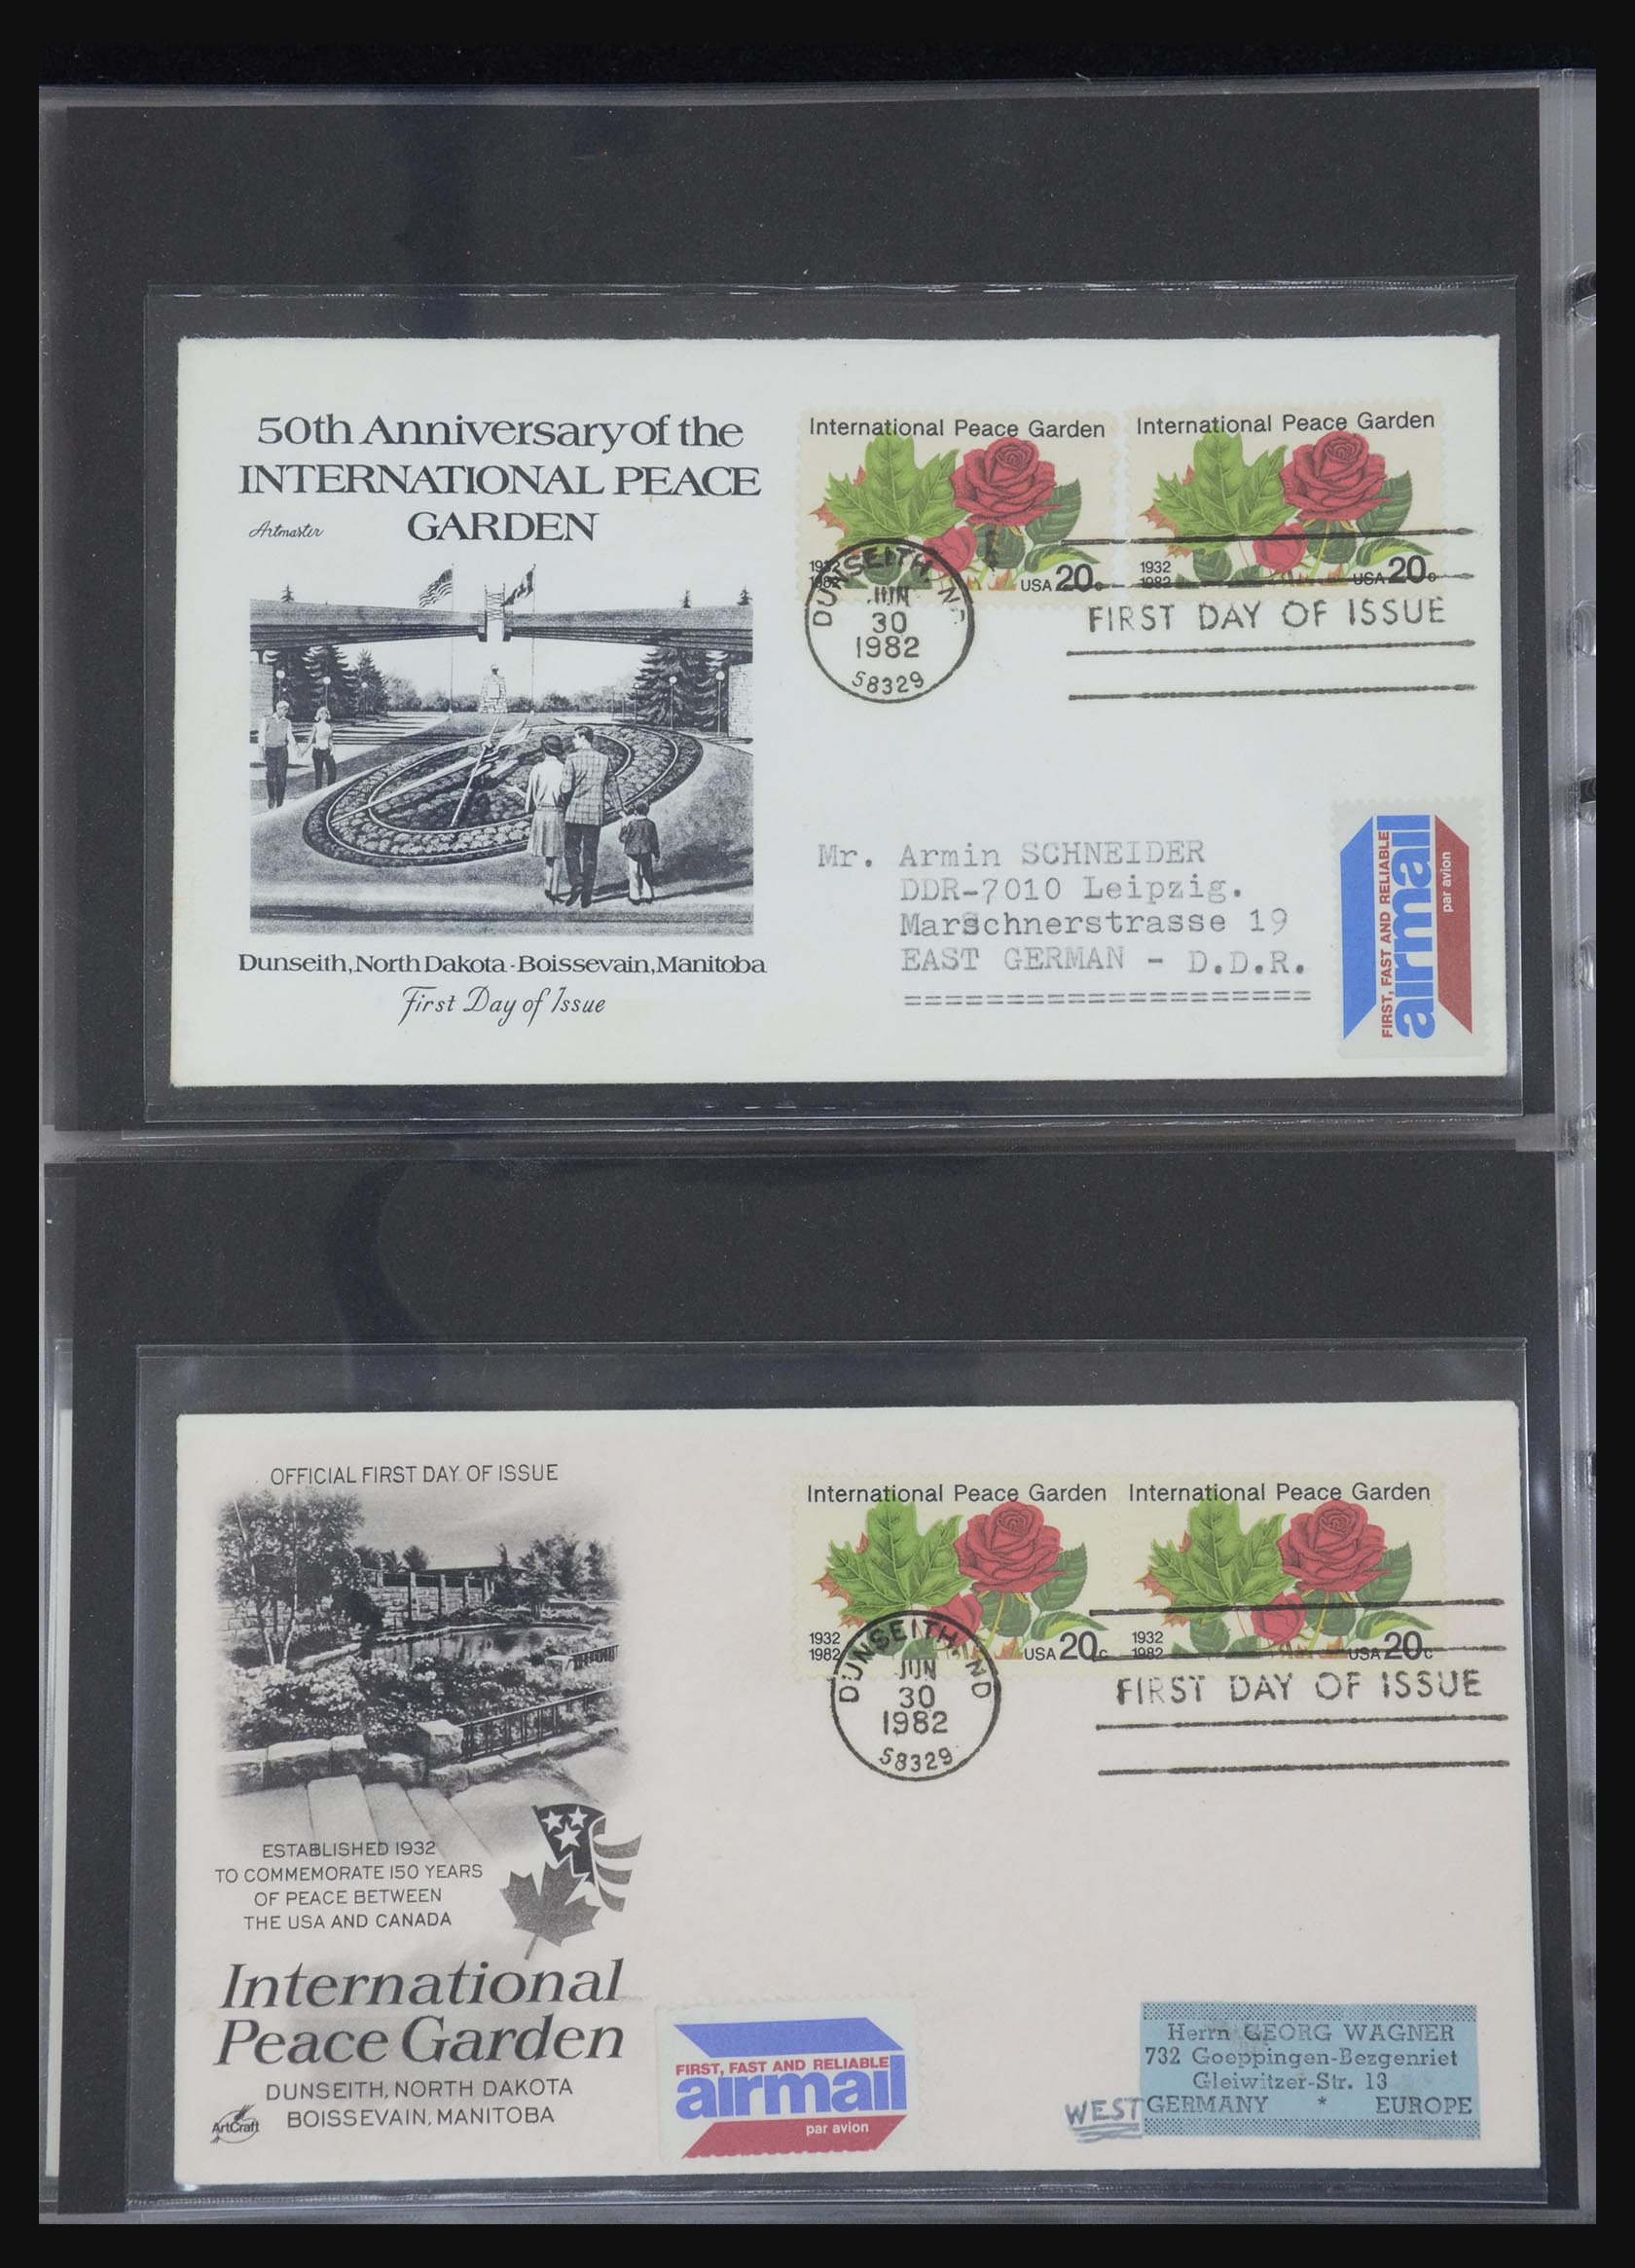 50th Anniversary of the
INTERNATIONAL PEACE
GARDEN
Artmaster
Dunseith, North Dakota - Boissevain, Manitoba
First Day of Issue
International Peace Garden
1932
1982
USA 20c
International Peace Garden
1932
1982
USA 20c
DUNSEITH, ND
JUN
30
1982
58329
FIRST DAY OF ISSUE
Mr. Armin SCHNEIDER
DDR-7010 Leipzig.
Marschnerstrasse 19
EAST GERMAN - D.D.R.
=====================
FIRST, FAST AND RELIABLE
airmail
par avion
OFFICIAL FIRST DAY OF ISSUE
ESTABLISHED 1932
TO COMMEMORATE 150 YEARS
OF PEACE BETWEEN
THE USA AND CANADA
International
Peace Garden
DUNSEITH, NORTH DAKOTA
BOISSEVAIN, MANITOBA
ArtCraft
International Peace Garden
1932
1982
USA 20c
International Peace Garden
1932
1982
USA 20c
DUNSEITH, ND
JUN
30
1982
58329
FIRST DAY OF ISSUE
FIRST, FAST AND RELIABLE
airmail
par avion
Herrn GEORG WAGNER
732 Goeppingen-Bezgenriet
Gleiwitzer-Str. 13
WEST GERMANY * EUROPE